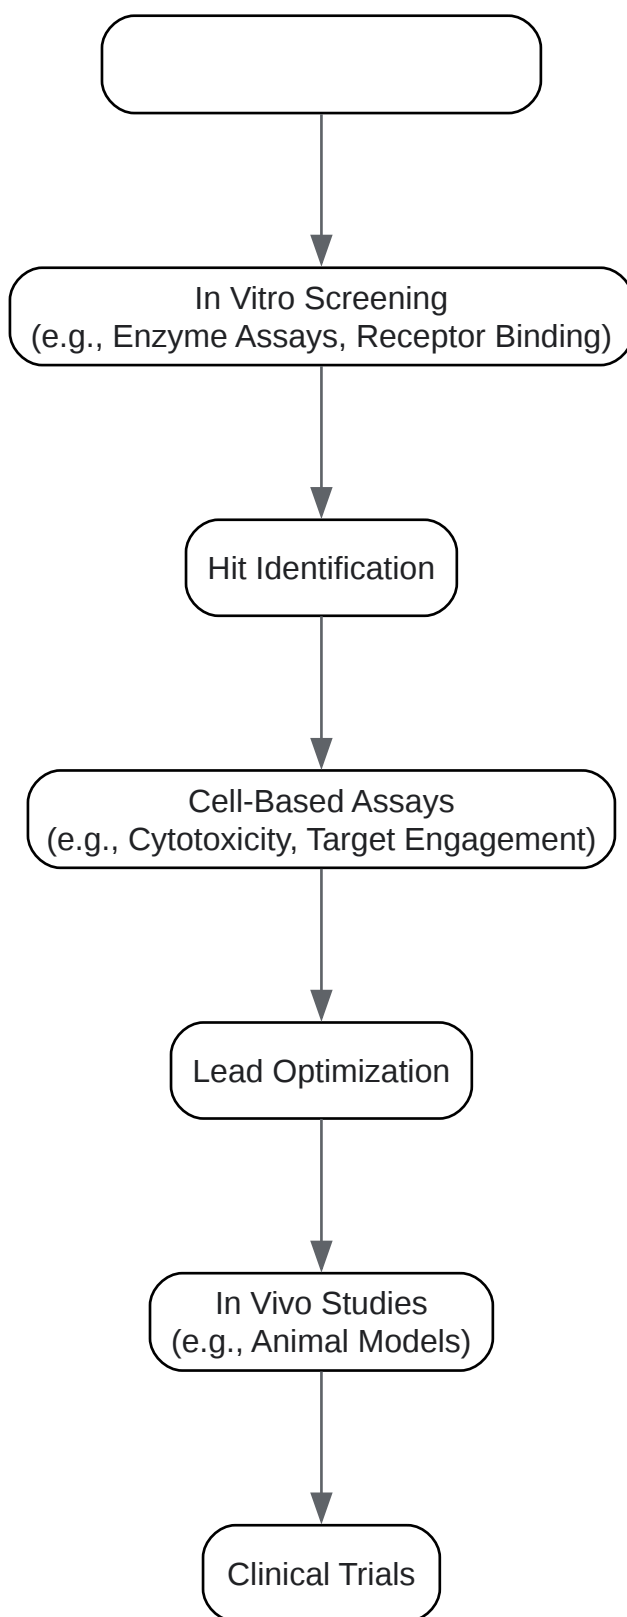 In Vitro Screening
(e.g., Enzyme Assays, Receptor Binding)
Hit Identification
Cell-Based Assays
(e.g., Cytotoxicity, Target Engagement)
Lead Optimization
In Vivo Studies
(e.g., Animal Models)
Clinical Trials